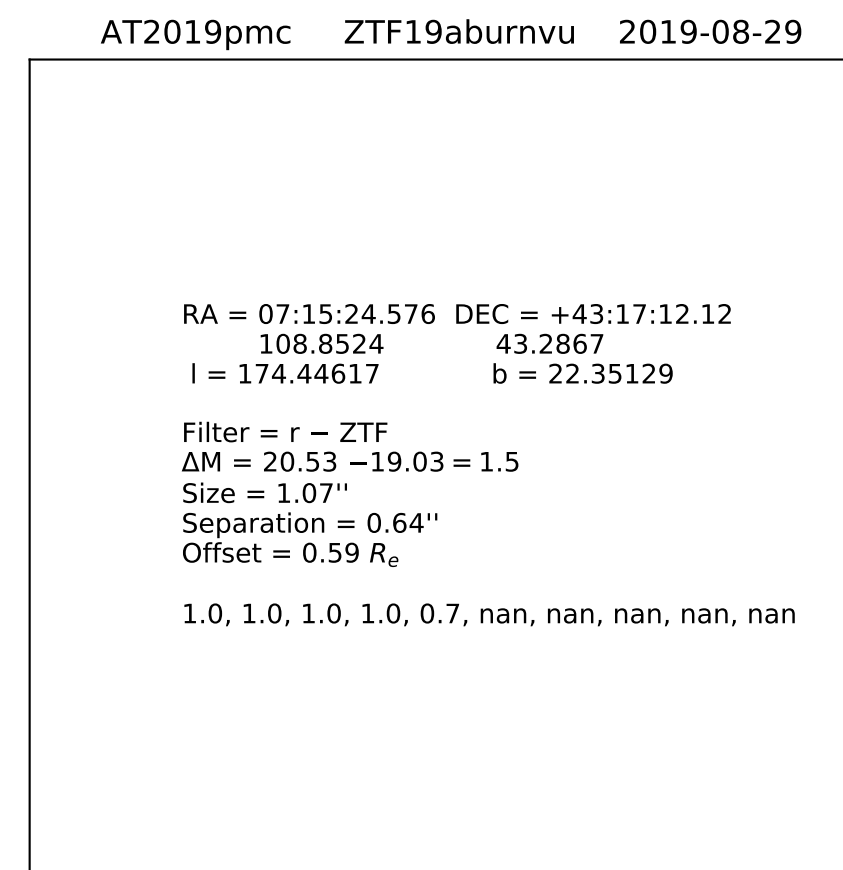 AT2019pmc ZTF19aburnvu 2019-08-29
RA = 07:15:24.576 DEC = +43:17:12.12
108.8524 43.2867
l = 174.44617 b = 22.35129
Filter = r − ZTF
ΔM = 20.53 −19.03 = 1.5
Size = 1.07''
Separation = 0.64''
Offset = 0.59 Rₑ
1.0, 1.0, 1.0, 1.0, 0.7, nan, nan, nan, nan, nan